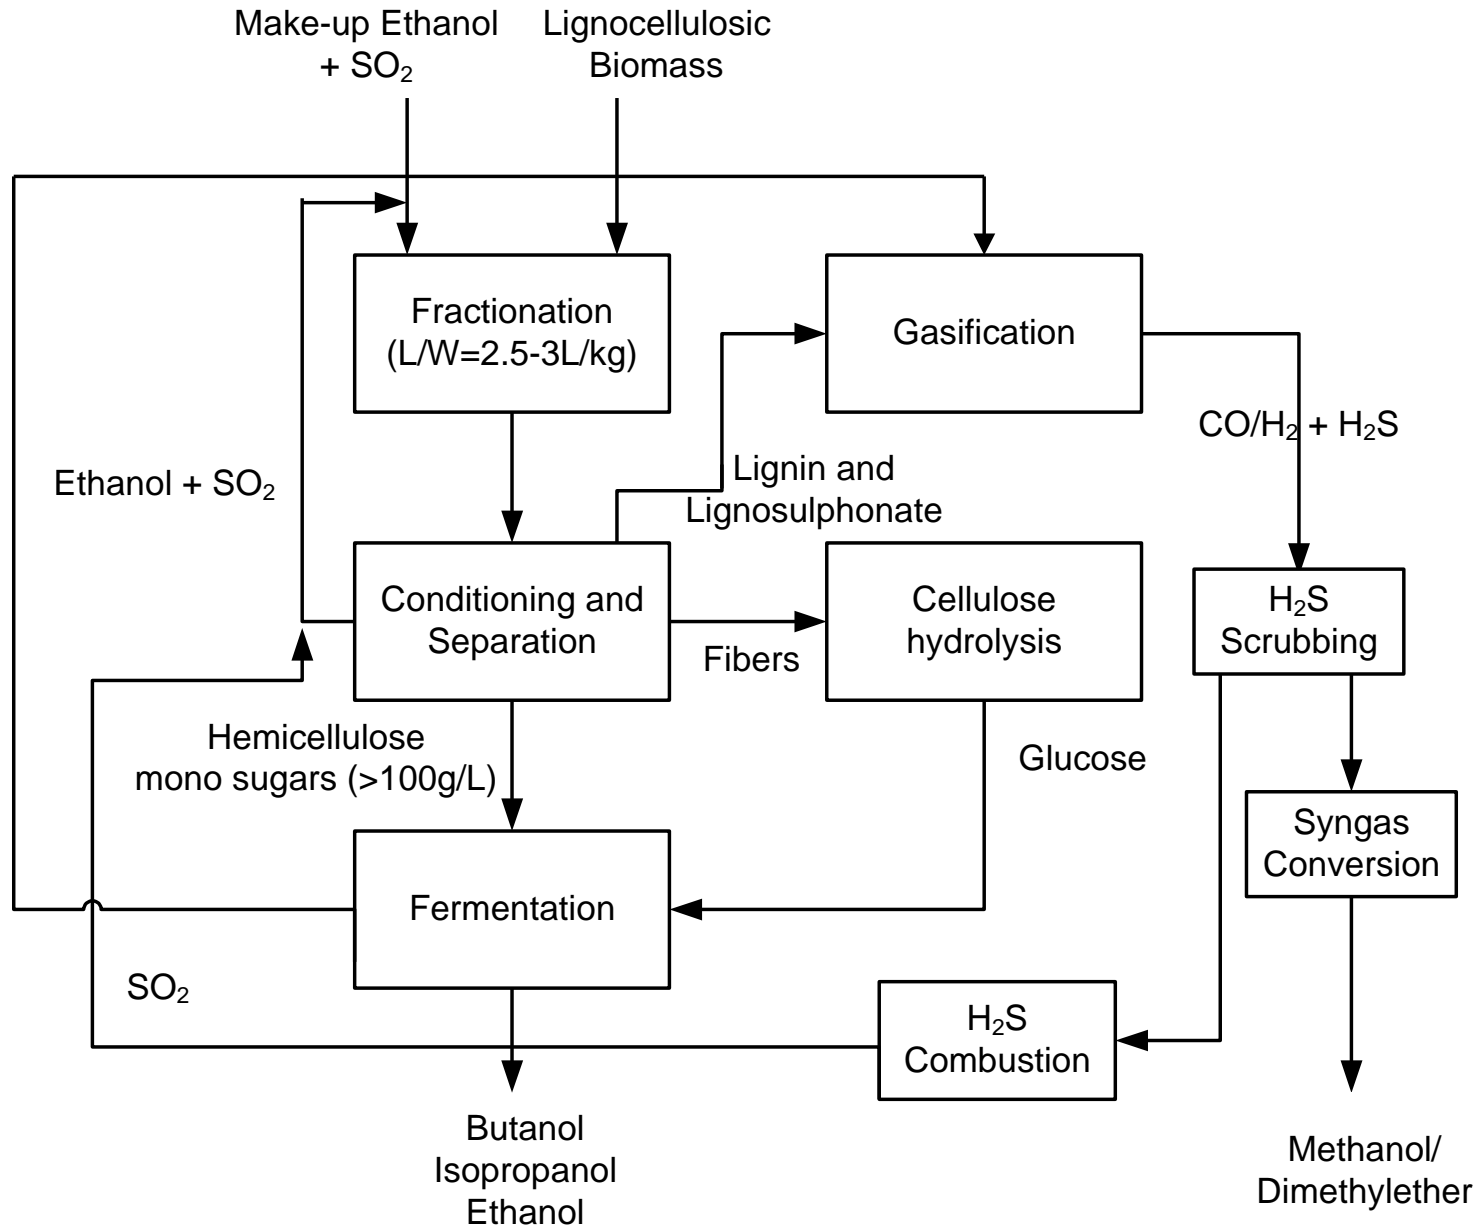 Make-up Ethanol
+ SO₂
Lignocellulosic
Biomass
Fractionation
(L/W=2.5-3L/kg)
Gasification
CO/H₂ + H₂S
Ethanol + SO₂
Lignin and
Lignosulphonate
Conditioning and
Separation
Fibers
Cellulose
hydrolysis
H₂S
Scrubbing
Hemicellulose
mono sugars (>100g/L)
Glucose
Syngas
Conversion
Fermentation
SO₂
H₂S
Combustion
Butanol
Isopropanol
Ethanol
Methanol/
Dimethylether